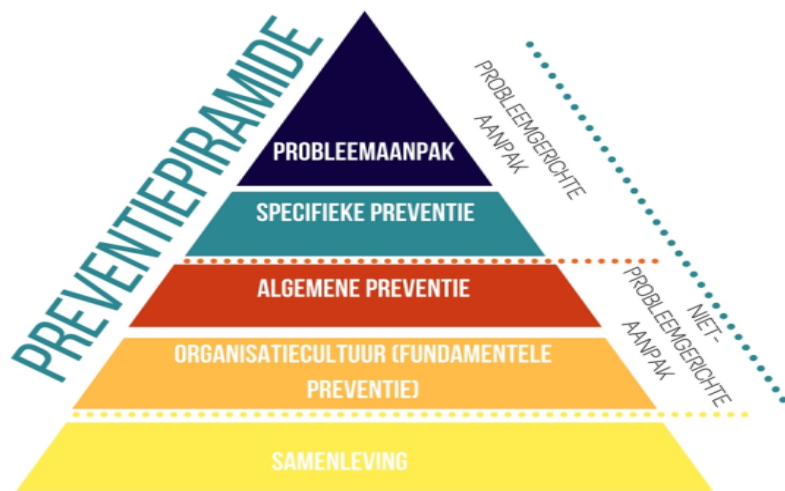 PREVENTIEPIRAMIDE
PROBLEEMAANPAK
PROBLEEMGERICHTE
AANPAK
SPECIFIEKE PREVENTIE
ALGEMENE PREVENTIE
NIET-
PROBLEEMGERICHTE
AANPAK
ORGANISATIECULTUUR (FUNDAMENTELE
PREVENTIE)
SAMENLEVING